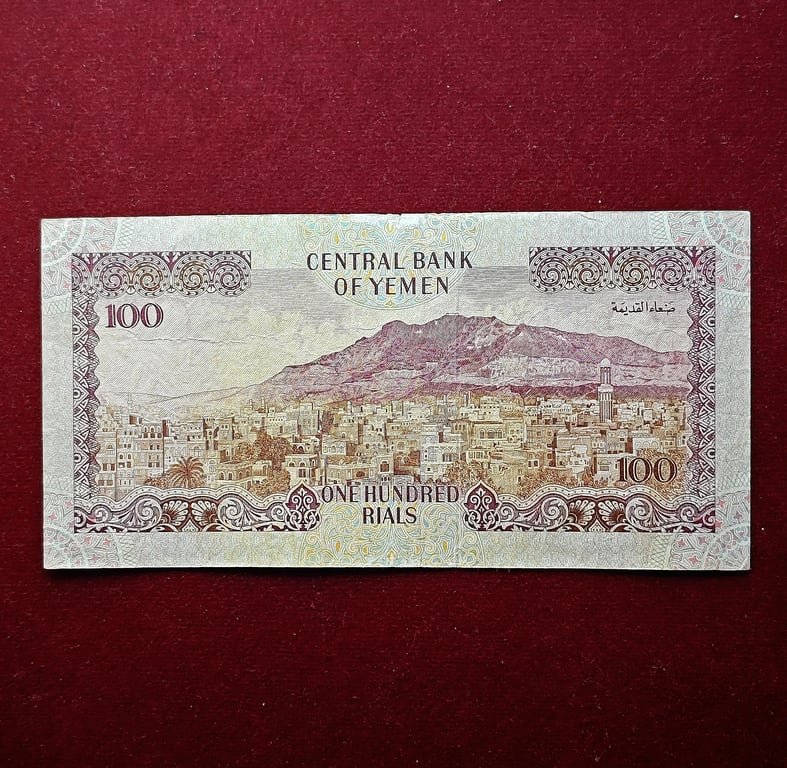 CENTRAL BANK
OF YEMEN
100
صنعاء القديمة
100
ONE HUNDRED
RIALS